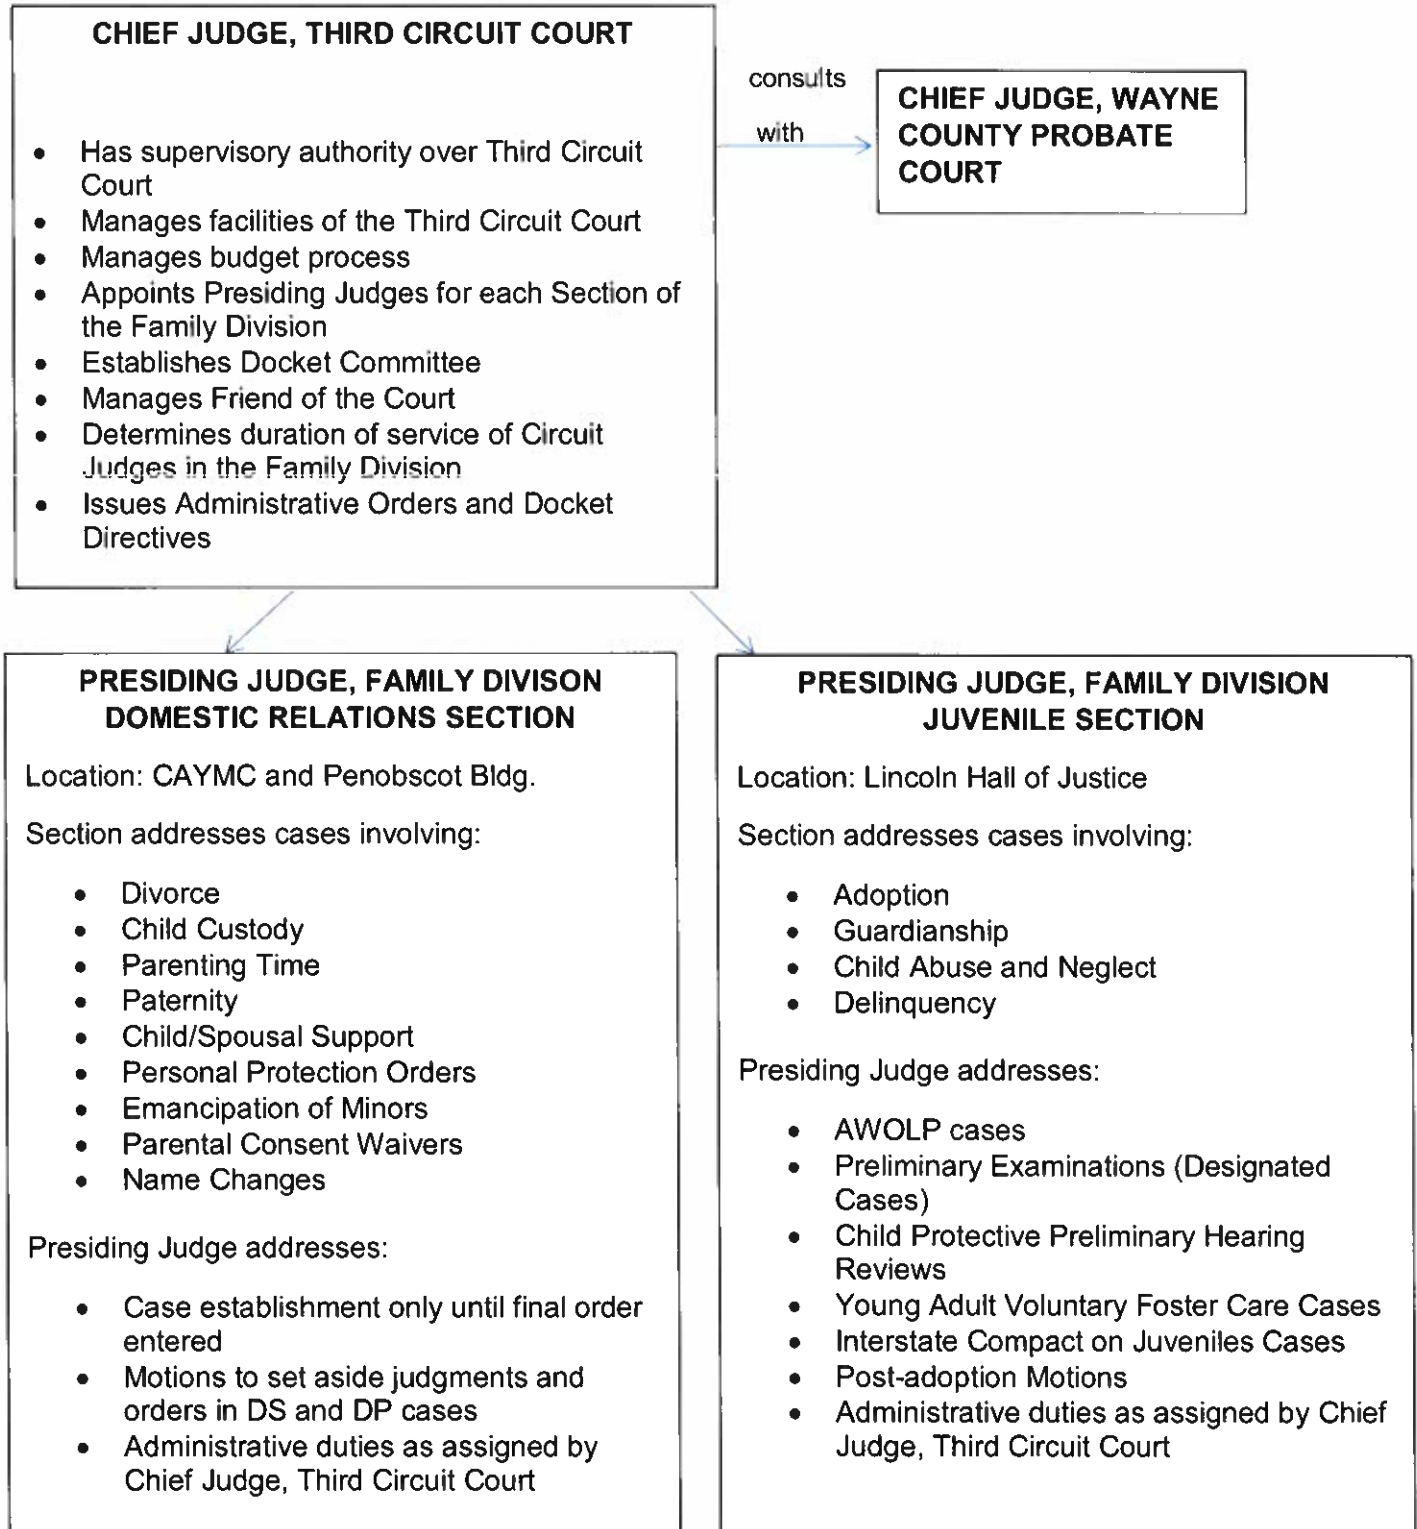 CHIEF JUDGE, THIRD CIRCUIT COURT
• Has supervisory authority over Third Circuit
Court
• Manages facilities of the Third Circuit Court
• Manages budget process
• Appoints Presiding Judges for each Section of
the Family Division
• Establishes Docket Committee
• Manages Friend of the Court
• Determines duration of service of Circuit
Judges in the Family Division
• Issues Administrative Orders and Docket
Directives
consults
with
CHIEF JUDGE, WAYNE
COUNTY PROBATE
COURT
PRESIDING JUDGE, FAMILY DIVISON
DOMESTIC RELATIONS SECTION
Location: CAYMC and Penobscot Bldg.
Section addresses cases involving:
• Divorce
• Child Custody
• Parenting Time
• Paternity
• Child/Spousal Support
• Personal Protection Orders
• Emancipation of Minors
• Parental Consent Waivers
• Name Changes
Presiding Judge addresses:
• Case establishment only until final order
entered
• Motions to set aside judgments and
orders in DS and DP cases
• Administrative duties as assigned by
Chief Judge, Third Circuit Court
PRESIDING JUDGE, FAMILY DIVISION
JUVENILE SECTION
Location: Lincoln Hall of Justice
Section addresses cases involving:
• Adoption
• Guardianship
• Child Abuse and Neglect
• Delinquency
Presiding Judge addresses:
• AWOLP cases
• Preliminary Examinations (Designated
Cases)
• Child Protective Preliminary Hearing
Reviews
• Young Adult Voluntary Foster Care Cases
• Interstate Compact on Juveniles Cases
• Post-adoption Motions
• Administrative duties as assigned by Chief
Judge, Third Circuit Court